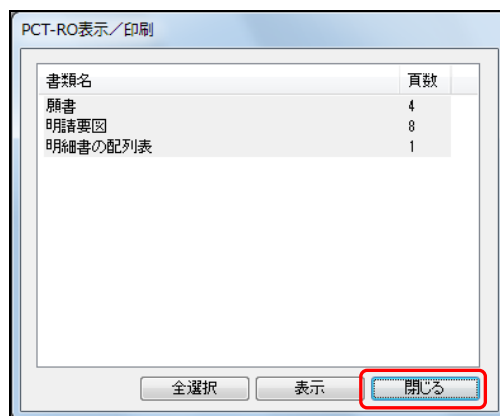 PCT-RO表示／印刷
書類名 頁数
願書 4
明請要図 8
明細書の配列表 1
全選択 表示 閉じる